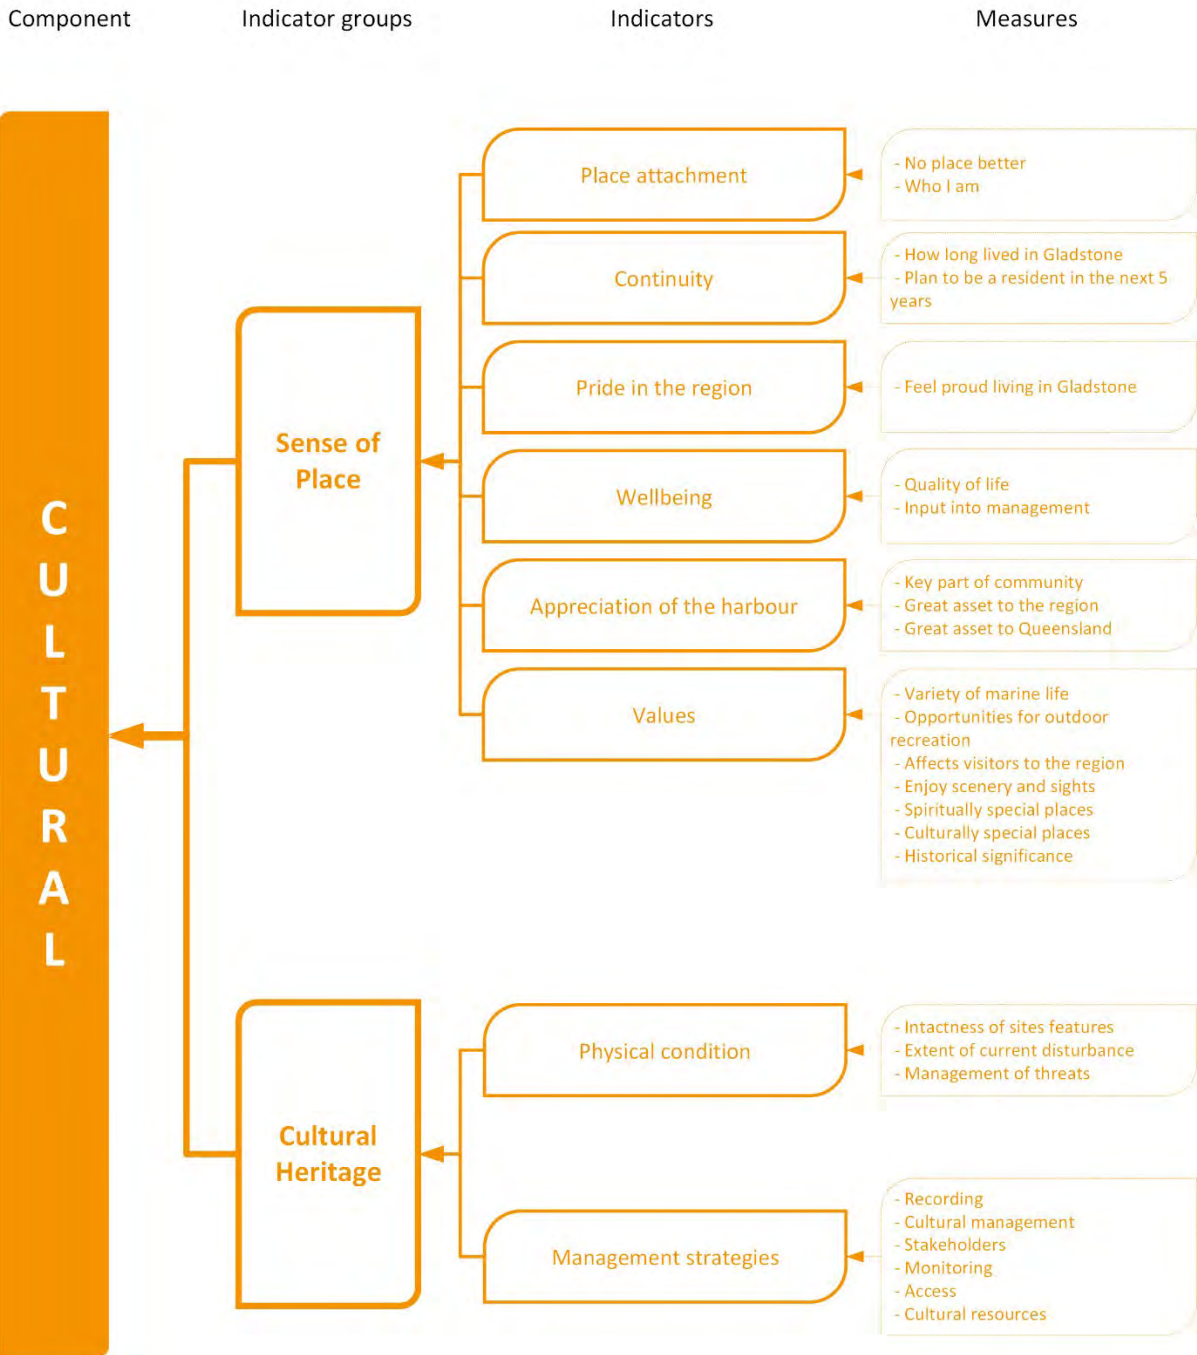 Component
Indicator groups
Indicators
Measures
CULTURAL
Sense of
Place
Place attachment
- No place better
- Who I am
Continuity
- How long lived in Gladstone
- Plan to be a resident in the next 5
years
Pride in the region
- Feel proud living in Gladstone
Wellbeing
- Quality of life
- Input into management
Appreciation of the harbour
- Key part of community
- Great asset to the region
- Great asset to Queensland
Values
- Variety of marine life
- Opportunities for outdoor
recreation
- Affects visitors to the region
- Enjoy scenery and sights
- Spiritually special places
- Culturally special places
- Historical significance
Cultural
Heritage
Physical condition
- Intactness of sites features
- Extent of current disturbance
- Management of threats
Management strategies
- Recording
- Cultural management
- Stakeholders
- Monitoring
- Access
- Cultural resources